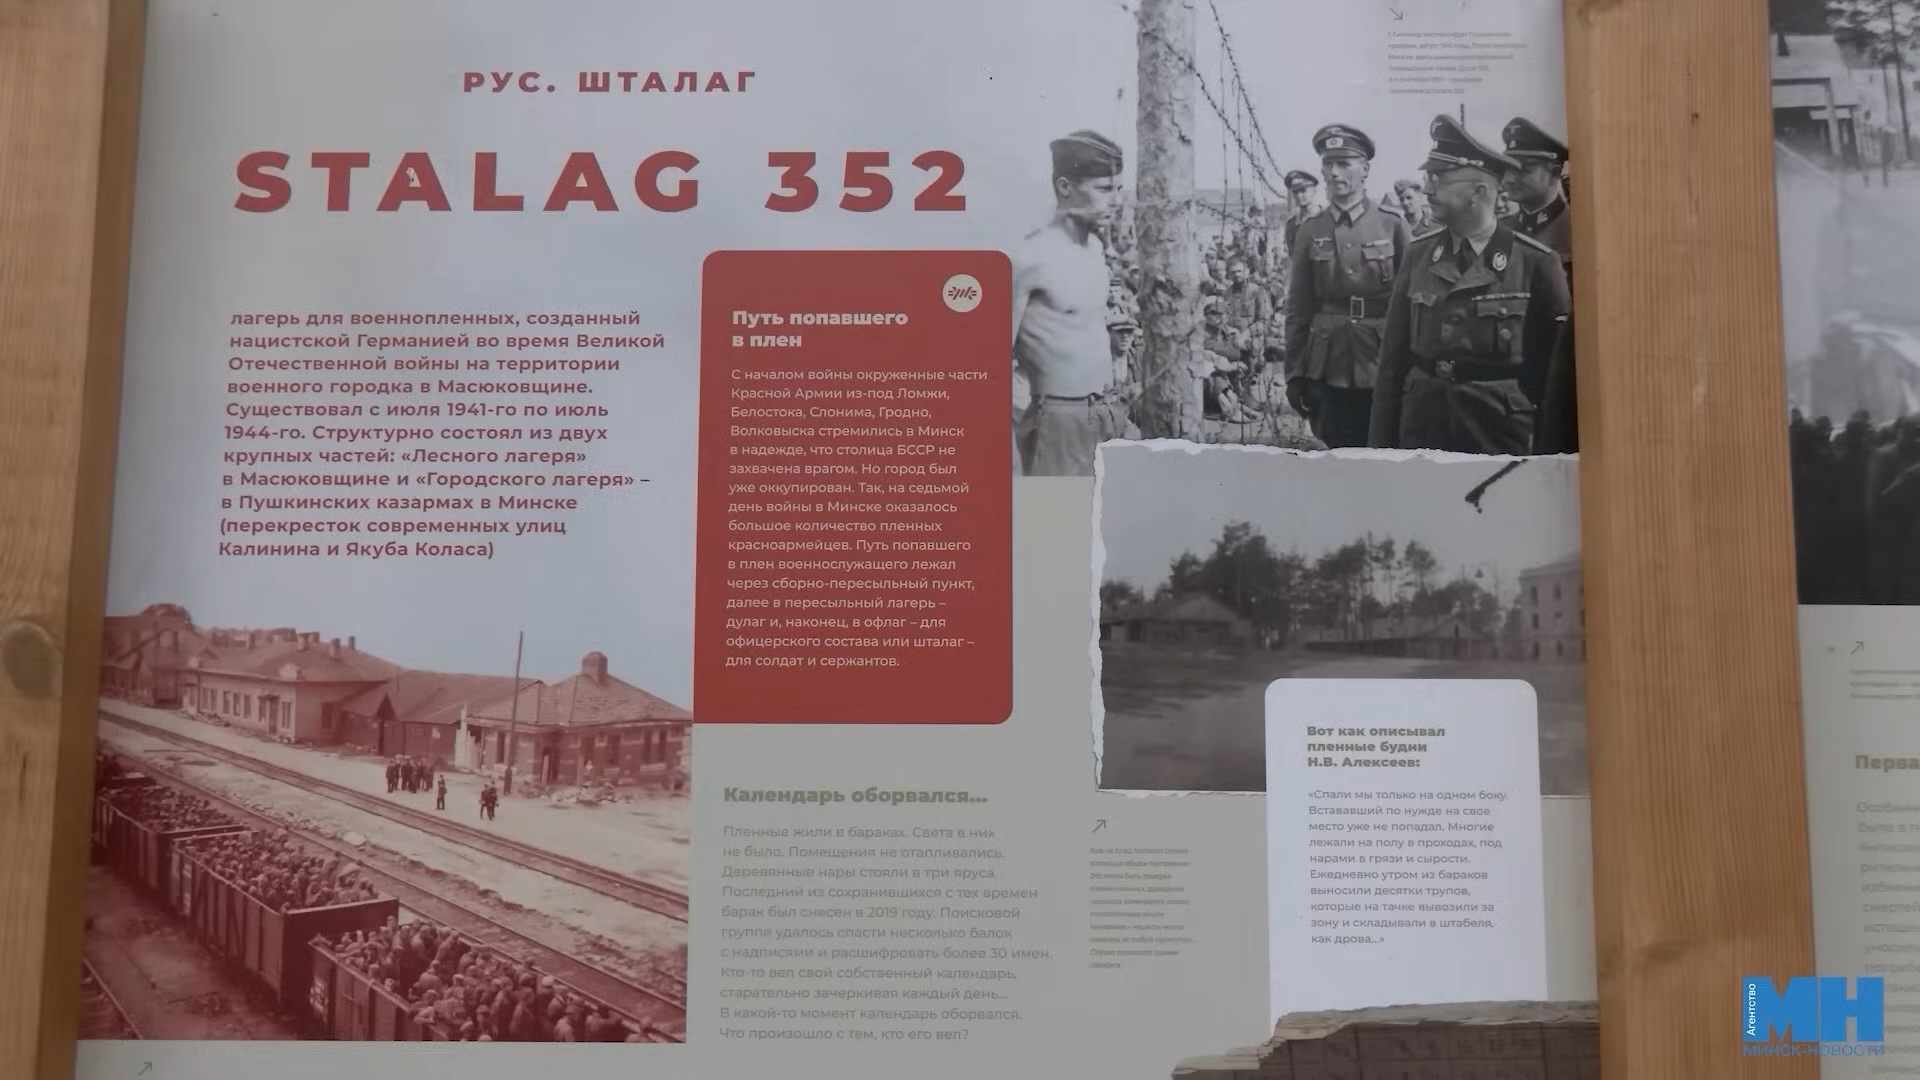 РУС. ШТАЛАГ
STALAG 352
лагерь для военнопленных, созданный
нацистской Германией во время Великой
Отечественной войны на территории
военного городка в Масюковщине.
Существовал с июля 1941-го по июль
1944-го. Структурно состоял из двух
крупных частей: «Лесного лагеря»
в Масюковщине и «Городского лагеря» –
в Пушкинских казармах в Минске
(перекресток современных улиц
Калинина и Якуба Коласа)
Путь попавшего
в плен
С началом войны окруженные части
Красной Армии из-под Ломжи,
Белостока, Слонима, Гродно,
Волковыска стремились в Минск
в надежде, что столица БССР не
захвачена врагом. Но город был
уже оккупирован. Так, на седьмой
день войны в Минске оказалось
большое количество пленных
красноармейцев. Путь попавшего
в плен военнослужащего лежал
через сборно-пересыльный пункт,
далее в пересыльный лагерь –
дулаг и, наконец, в офлаг – для
офицерского состава или шталаг –
для солдат и сержантов.
Календарь оборвался...
Пленные жили в бараках. Света в них
не было. Помещения не отапливались.
Деревянные нары стояли в три яруса.
Последний из сохранившихся с тех времен
барак был снесен в 2019 году. Поисковой
группе удалось спасти несколько балок
с надписями и расшифровать более 30 имен.
Кто-то вел свой собственный календарь,
старательно зачеркивая каждый день...
В какой-то момент календарь оборвался.
Что произошло с тем, кто его вел?
Вот как описывал
пленные будни
Н.В. Алексеев:
«Спали мы только на одном боку.
Встававший по нужде на свое
место уже не попадал. Многие
лежали на полу в проходах, под
нарами в грязи и сырости.
Ежедневно утром из бараков
выносили десятки трупов,
которые на тачке вывозили за
зону и складывали в штабеля,
как дрова...»
Перва
Агентство
МН
МИНСК-НОВОСТИ